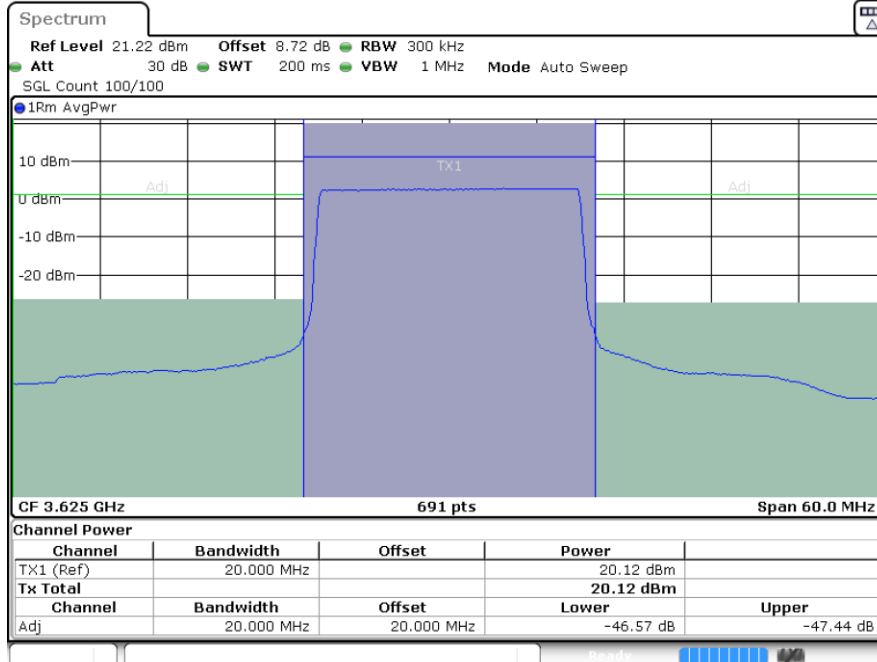 Spectrum
Ref Level 21.22 dBm Offset 8.72 dB RBW 300 kHz
Att 30 dB SWT 200 ms VBW 1 MHz Mode Auto Sweep
SGL Count 100/100
1Rm AvgPwr
10 dBm
TX1
Adj Adj
0 dBm
-10 dBm
-20 dBm
CF 3.625 GHz 691 pts Span 60.0 MHz
Channel Power
Channel Bandwidth Offset Power
TX1 (Ref) 20.000 MHz 20.12 dBm
Tx Total 20.12 dBm
Channel Bandwidth Offset Lower Upper
Adj 20.000 MHz 20.000 MHz -46.57 dB -47.44 dB
Ready